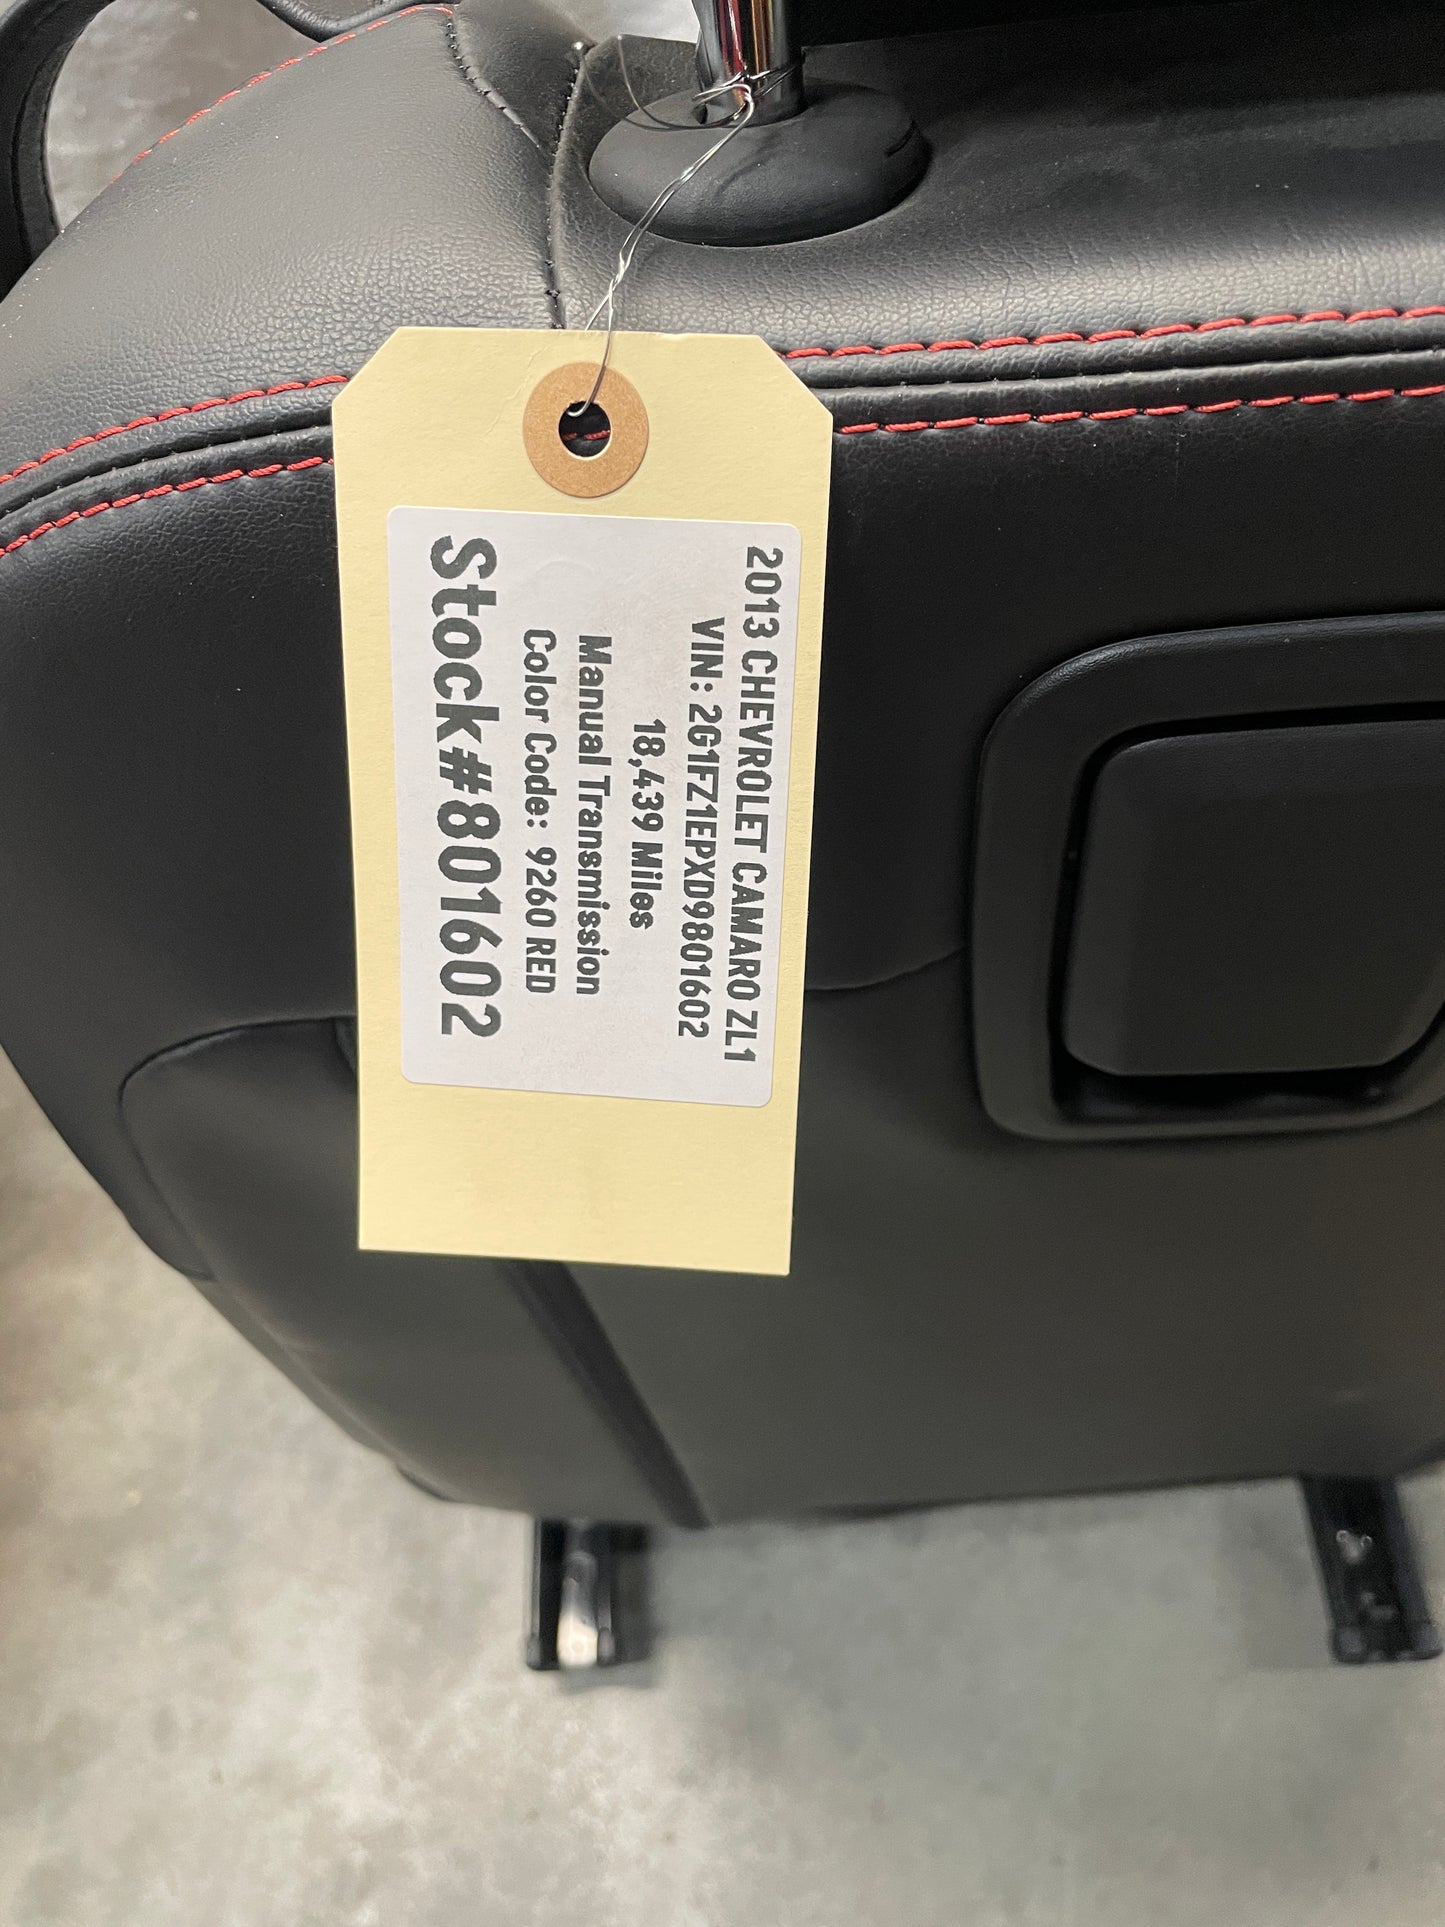 2013 CHEVROLET CAMARO ZL1
VIN: 2G1FZ1EPXD9801602
18,439 Miles
Manual Transmission
Color Code: 9260 RED
Stock#801602